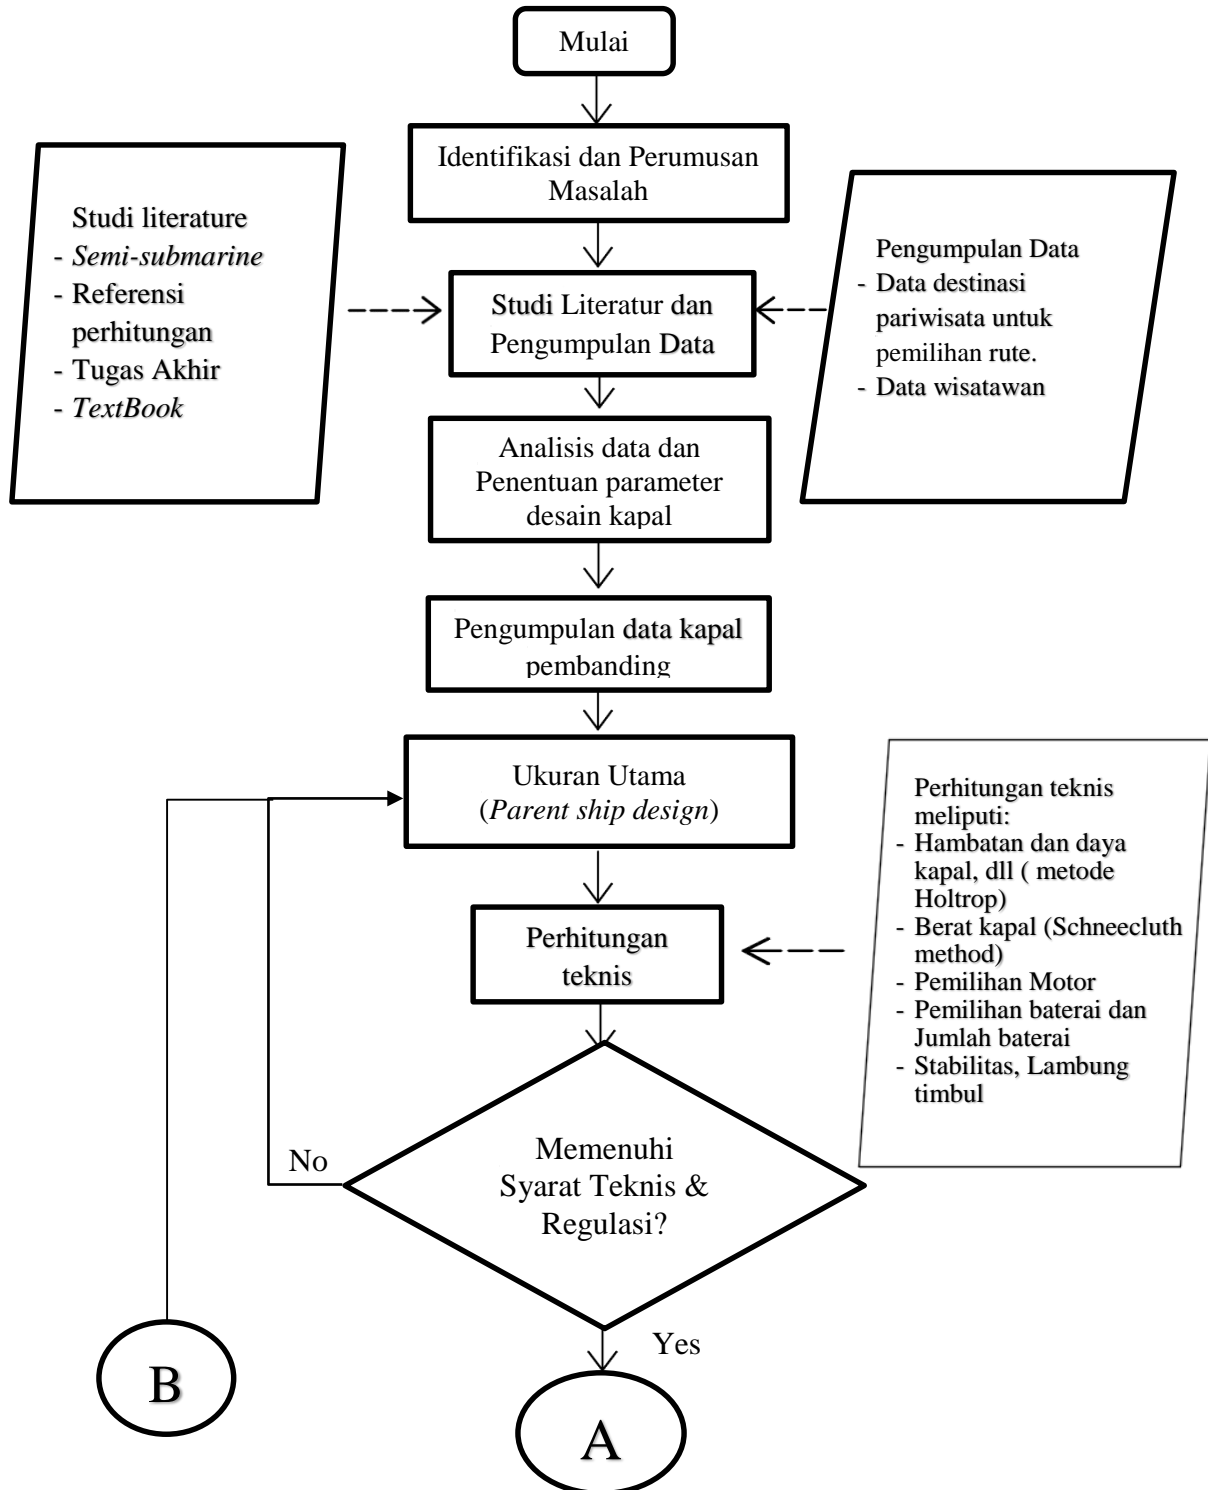 Mulai
Identifikasi dan Perumusan
Masalah
Studi literature
- Semi-submarine
- Referensi
perhitungan
- Tugas Akhir
- TextBook
Studi Literatur dan
Pengumpulan Data
Pengumpulan Data
- Data destinasi
pariwisata untuk
pemilihan rute.
- Data wisatawan
Analisis data dan
Penentuan parameter
desain kapal
Pengumpulan data kapal
pembanding
Ukuran Utama
(Parent ship design)
Perhitungan
teknis
Perhitungan teknis
meliputi:
- Hambatan dan daya
kapal, dll ( metode
Holtrop)
- Berat kapal (Schneecluth
method)
- Pemilihan Motor
- Pemilihan baterai dan
Jumlah baterai
- Stabilitas, Lambung
timbul
No
Memenuhi
Syarat Teknis &
Regulasi?
Yes
B
A